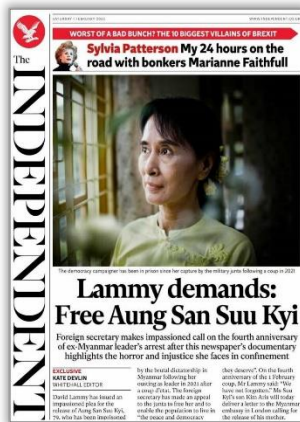 WORST OF A BAD BUNCH? THE 10 BIGGEST VILLAINS OF BREXIT
Sylvia Patterson My 24 hours on the
road with bonkers Marianne Faithfull
The
INDEPENDENT
The democracy campaigner has been in prison since her capture by the military junta following a coup in 2021
Lammy demands:
Free Aung San Suu Kyi
Foreign secretary makes impassioned call on the fourth anniversary
of ex-Myanmar leader's arrest after this newspaper's documentary
highlights the horror and injustice she faces in confinement
EXCLUSIVE
KATE DEVLIN
WHITEHALL EDITOR
David Lammy has issued an
impassioned plea for the
release of Aung San Suu Kyi,
79, who has been imprisoned
by the brutal dictatorship in
Myanmar following her
ousting as leader in 2021 after
a coup d'état. The foreign
secretary has made an appeal
to the junta to free her and to
enable the population to live in
"the peace and democracy
they deserve". On the fourth
anniversary of the 1 February
coup, Mr Lammy said: "We
have not forgotten." Ms Suu
Kyi's son Kim Aris will today
deliver a letter to the Myanmar
embassy in London calling for
the release of his mother.